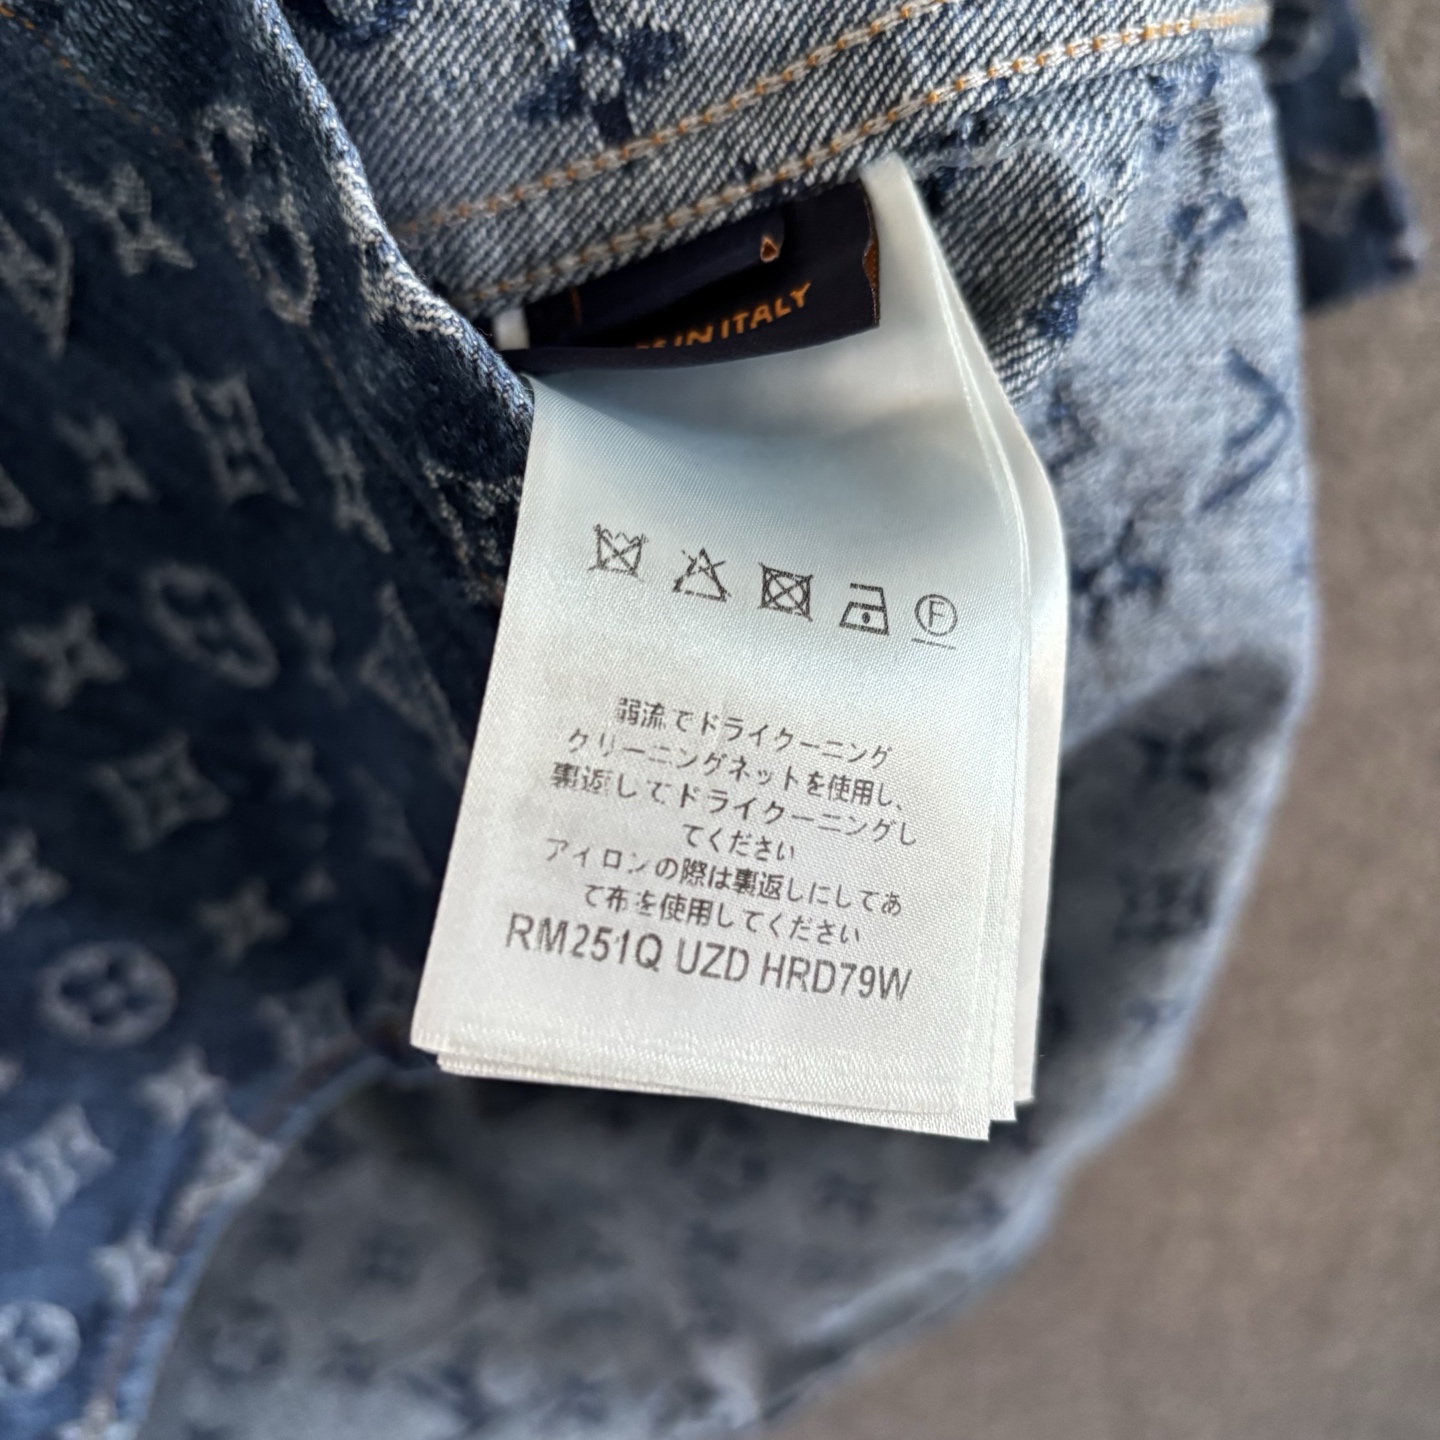 IN ITALY
F
弱流でドライクーニング
クリーニングネットを使用し、
裏返してドライクーニングし
てください
アイロンの際は裏返しにしてあ
て布を使用してください
RM251Q UZD HRD79W